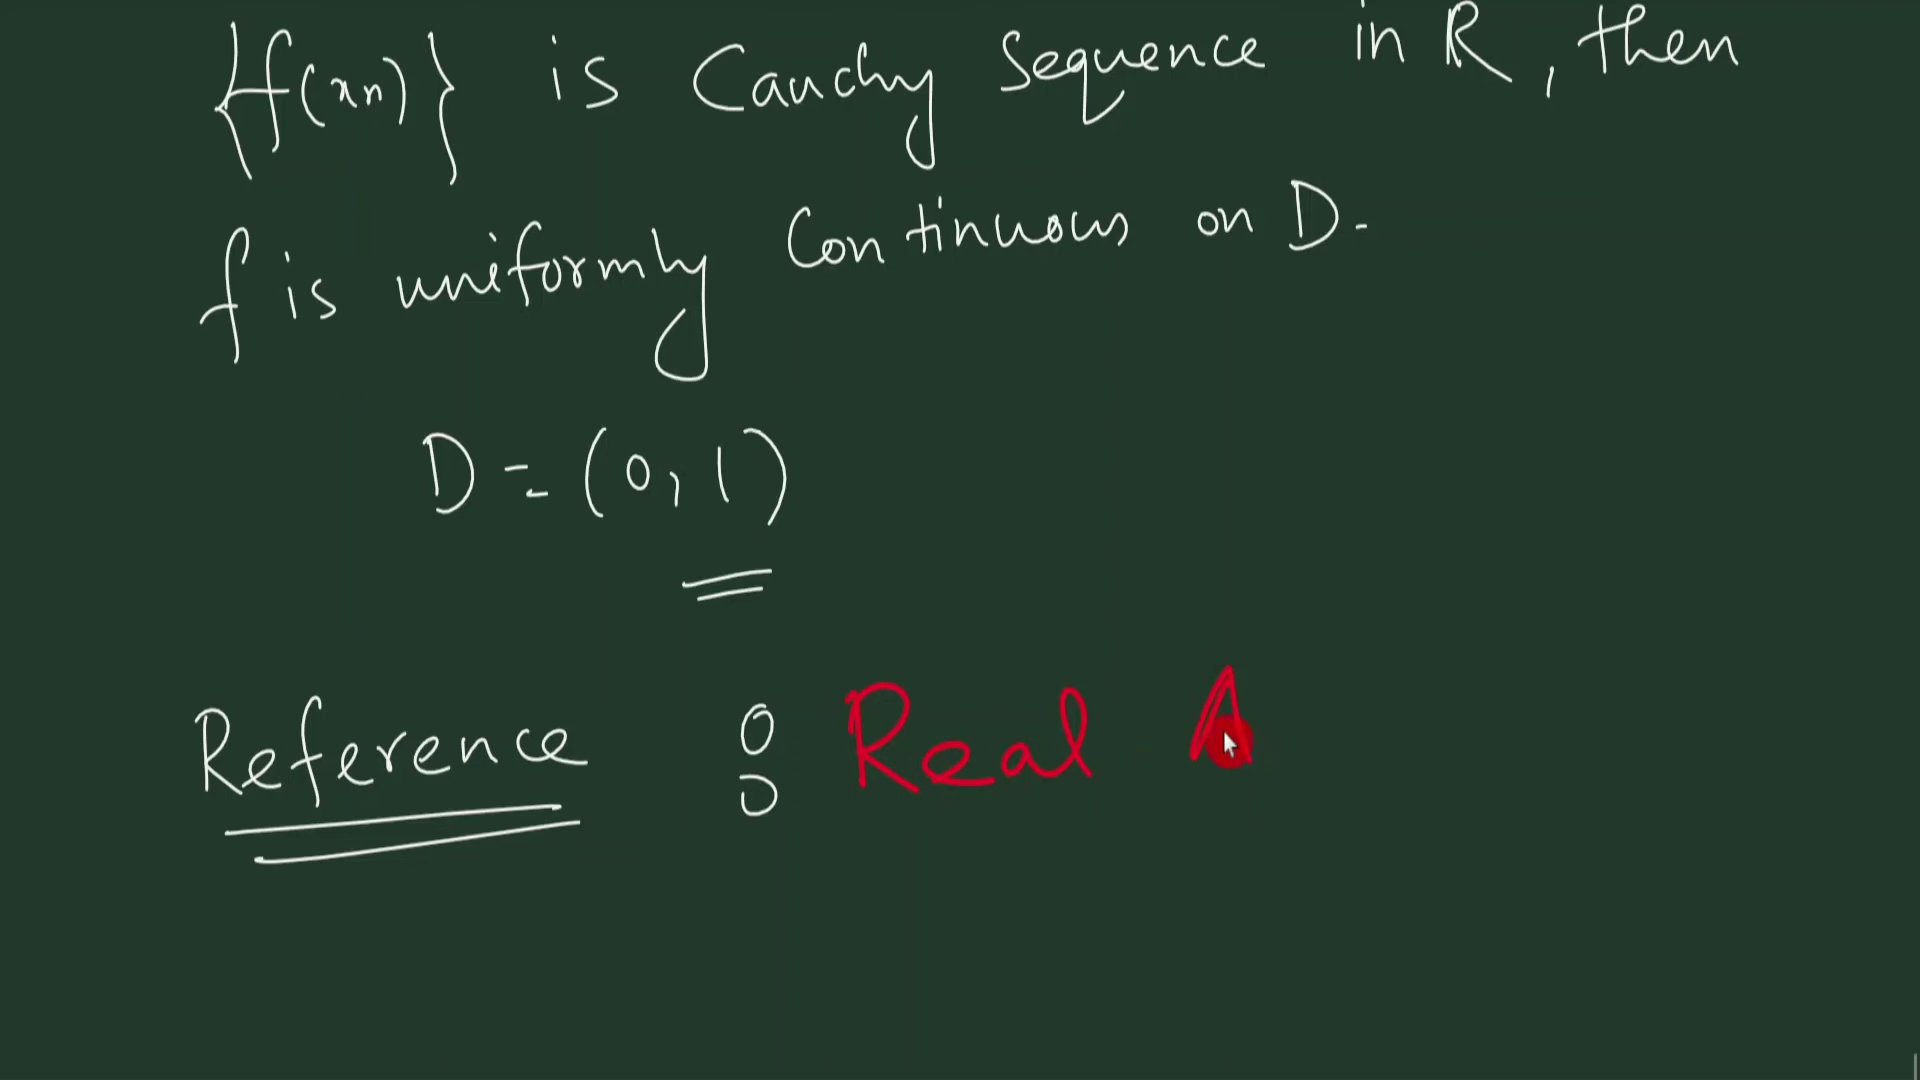 {f(xn)} is Cauchy Sequence in R, then
f is uniformly Continuous on D.
D = (0, 1)
Reference : Real A